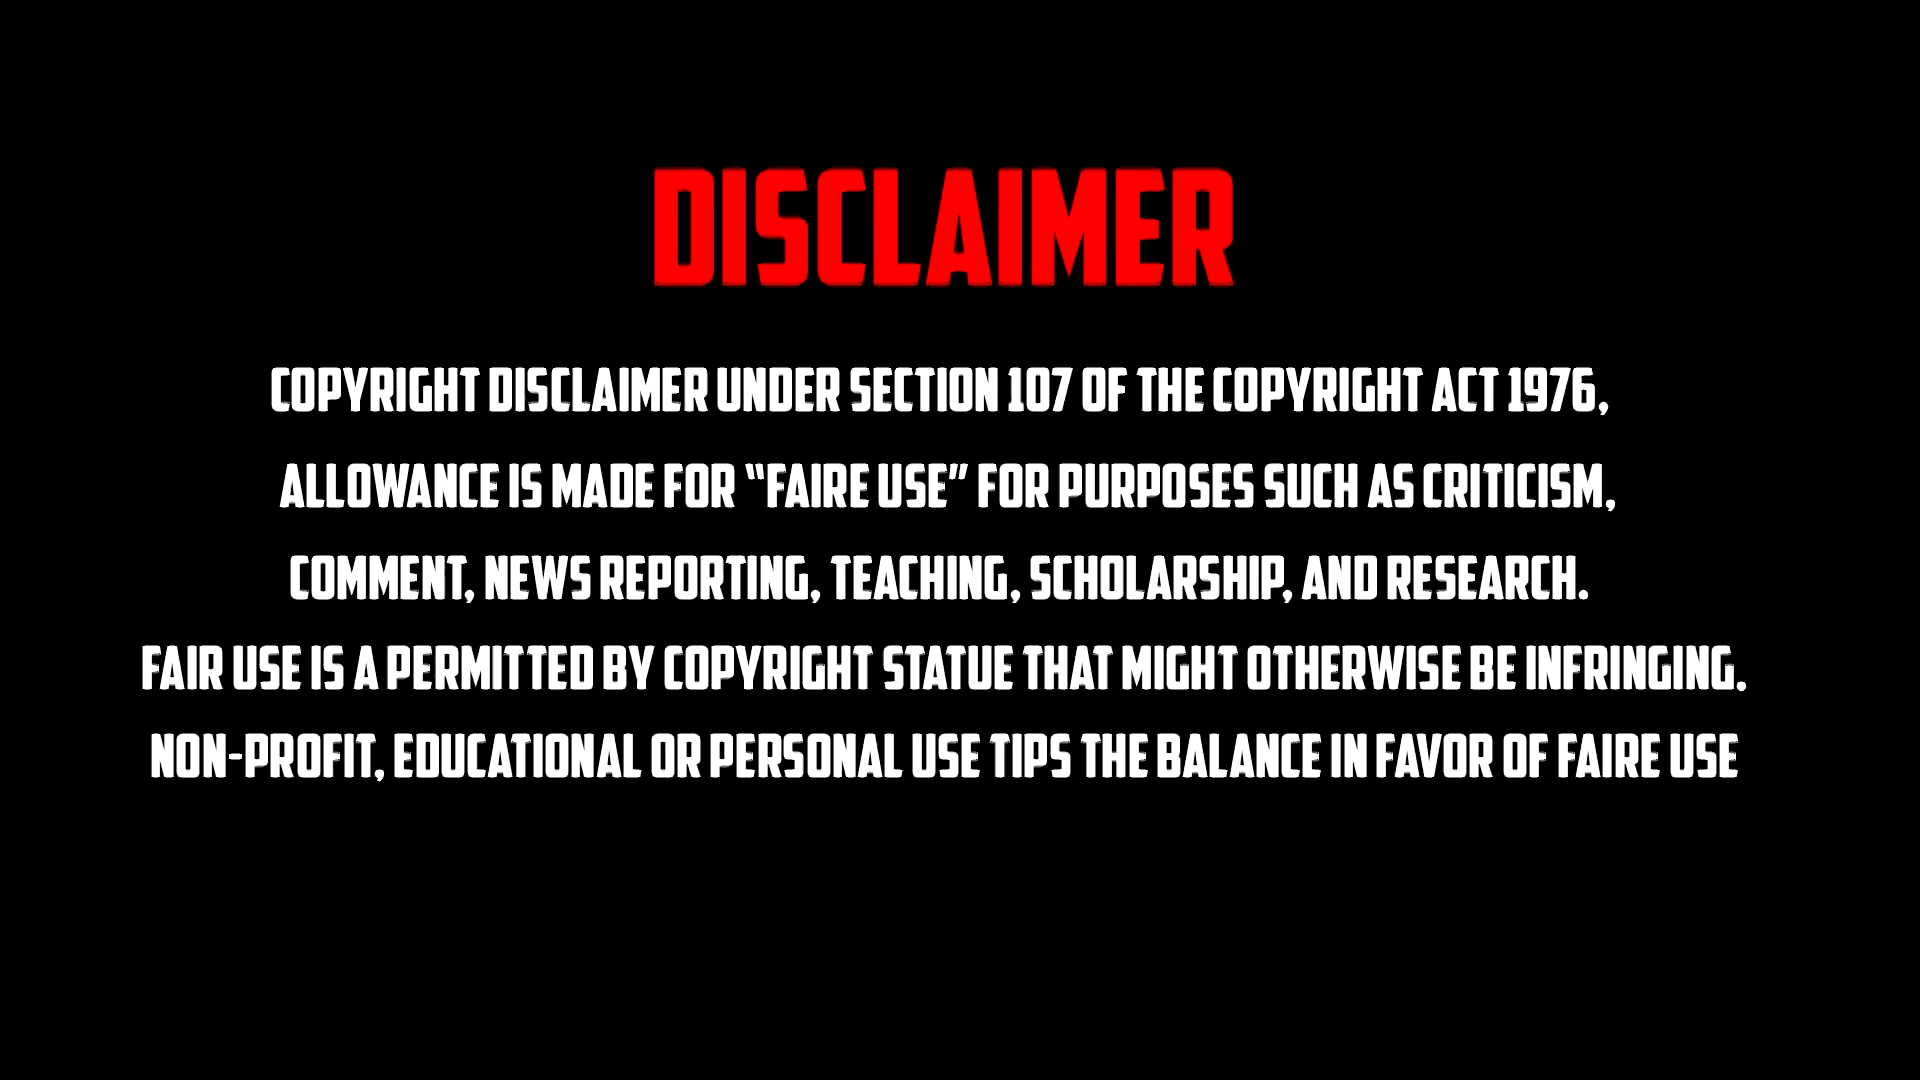 DISCLAIMER
COPYRIGHT DISCLAIMER UNDER SECTION 107 OF THE COPYRIGHT ACT 1976,
ALLOWANCE IS MADE FOR “FAIRE USE” FOR PURPOSES SUCH AS CRITICISM,
COMMENT, NEWS REPORTING, TEACHING, SCHOLARSHIP, AND RESEARCH.
FAIR USE IS A PERMITTED BY COPYRIGHT STATUE THAT MIGHT OTHERWISE BE INFRINGING.
NON-PROFIT, EDUCATIONAL OR PERSONAL USE TIPS THE BALANCE IN FAVOR OF FAIRE USE